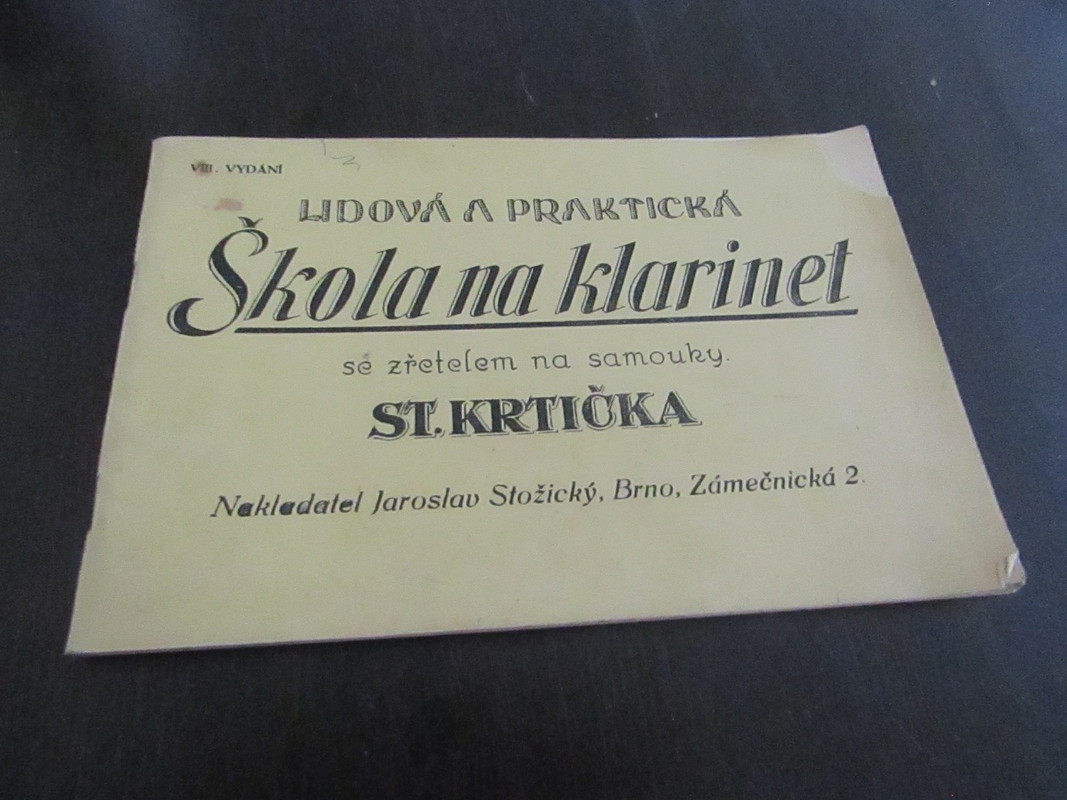 VIII. VYDÁNÍ
LIDOVÁ A PRAKTICKÁ
Škola na klarinet
se zřetelem na samouky.
ST. KRTIČKA
Nakladatel Jaroslav Stožický, Brno, Zámečnická 2.